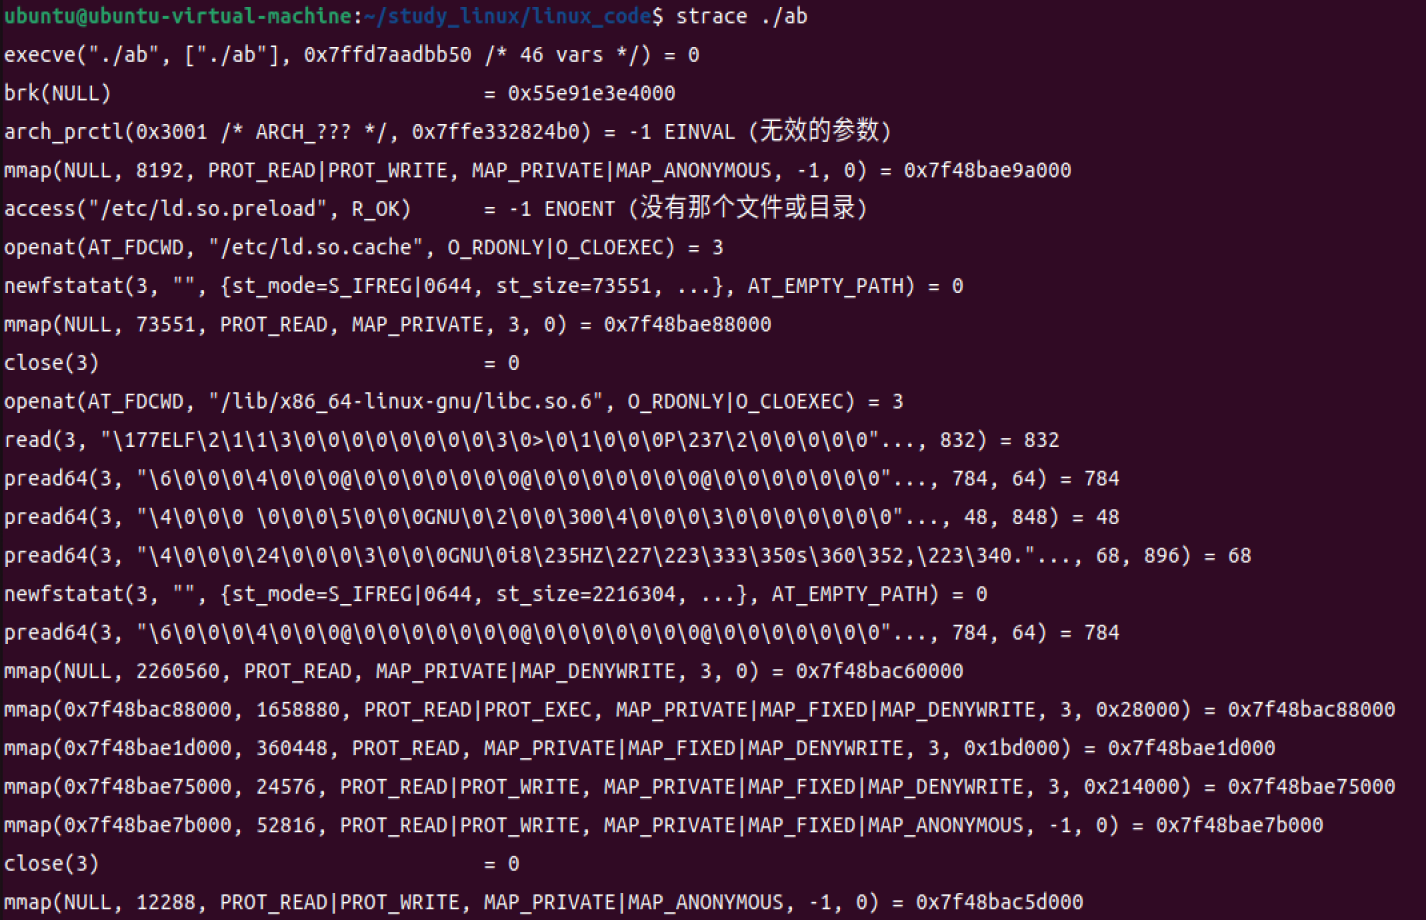 ubuntu@ubuntu-virtual-machine:~/study_linux/linux_code$ strace ./ab
execve("./ab", ["./ab"], 0x7ffd7aadbb50 /* 46 vars */) = 0
brk(NULL)                               = 0x55e91e3e4000
arch_prctl(0x3001 /* ARCH_??? */, 0x7ffe332824b0) = -1 EINVAL (无效的参数)
mmap(NULL, 8192, PROT_READ|PROT_WRITE, MAP_PRIVATE|MAP_ANONYMOUS, -1, 0) = 0x7f48bae9a000
access("/etc/ld.so.preload", R_OK)      = -1 ENOENT (没有那个文件或目录)
openat(AT_FDCWD, "/etc/ld.so.cache", O_RDONLY|O_CLOEXEC) = 3
newfstatat(3, "", {st_mode=S_IFREG|0644, st_size=73551, ...}, AT_EMPTY_PATH) = 0
mmap(NULL, 73551, PROT_READ, MAP_PRIVATE, 3, 0) = 0x7f48bae88000
close(3)                                = 0
openat(AT_FDCWD, "/lib/x86_64-linux-gnu/libc.so.6", O_RDONLY|O_CLOEXEC) = 3
read(3, "\177ELF\2\1\1\3\0\0\0\0\0\0\0\0\3\0>\0\1\0\0\0P\237\2\0\0\0\0\0"..., 832) = 832
pread64(3, "\6\0\0\0\4\0\0\0@\0\0\0\0\0\0\0@\0\0\0\0\0\0\0@\0\0\0\0\0\0\0"..., 784, 64) = 784
pread64(3, "\4\0\0\0 \0\0\0\5\0\0\0GNU\0\2\0\0\300\4\0\0\0\3\0\0\0\0\0\0\0"..., 48, 848) = 48
pread64(3, "\4\0\0\0\24\0\0\0\3\0\0\0GNU\0i8\235HZ\227\223\333\350s\360\352,\223\340."..., 68, 896) = 68
newfstatat(3, "", {st_mode=S_IFREG|0644, st_size=2216304, ...}, AT_EMPTY_PATH) = 0
pread64(3, "\6\0\0\0\4\0\0\0@\0\0\0\0\0\0\0@\0\0\0\0\0\0\0@\0\0\0\0\0\0\0"..., 784, 64) = 784
mmap(NULL, 2260560, PROT_READ, MAP_PRIVATE|MAP_DENYWRITE, 3, 0) = 0x7f48bac60000
mmap(0x7f48bac88000, 1658880, PROT_READ|PROT_EXEC, MAP_PRIVATE|MAP_FIXED|MAP_DENYWRITE, 3, 0x28000) = 0x7f48bac88000
mmap(0x7f48bae1d000, 360448, PROT_READ, MAP_PRIVATE|MAP_FIXED|MAP_DENYWRITE, 3, 0x1bd000) = 0x7f48bae1d000
mmap(0x7f48bae75000, 24576, PROT_READ|PROT_WRITE, MAP_PRIVATE|MAP_FIXED|MAP_DENYWRITE, 3, 0x214000) = 0x7f48bae75000
mmap(0x7f48bae7b000, 52816, PROT_READ|PROT_WRITE, MAP_PRIVATE|MAP_FIXED|MAP_ANONYMOUS, -1, 0) = 0x7f48bae7b000
close(3)                                = 0
mmap(NULL, 12288, PROT_READ|PROT_WRITE, MAP_PRIVATE|MAP_ANONYMOUS, -1, 0) = 0x7f48bac5d000